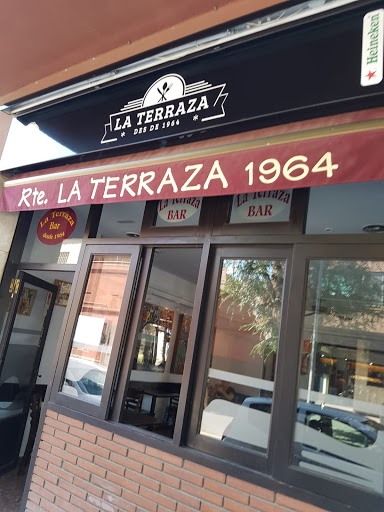 LA TERRAZA
DES DE 1964
★ Heineken
Rte. LA TERRAZA 1964
La Terraza
Bar
desde 1964
La Terraza
BAR
La Terraza
BAR